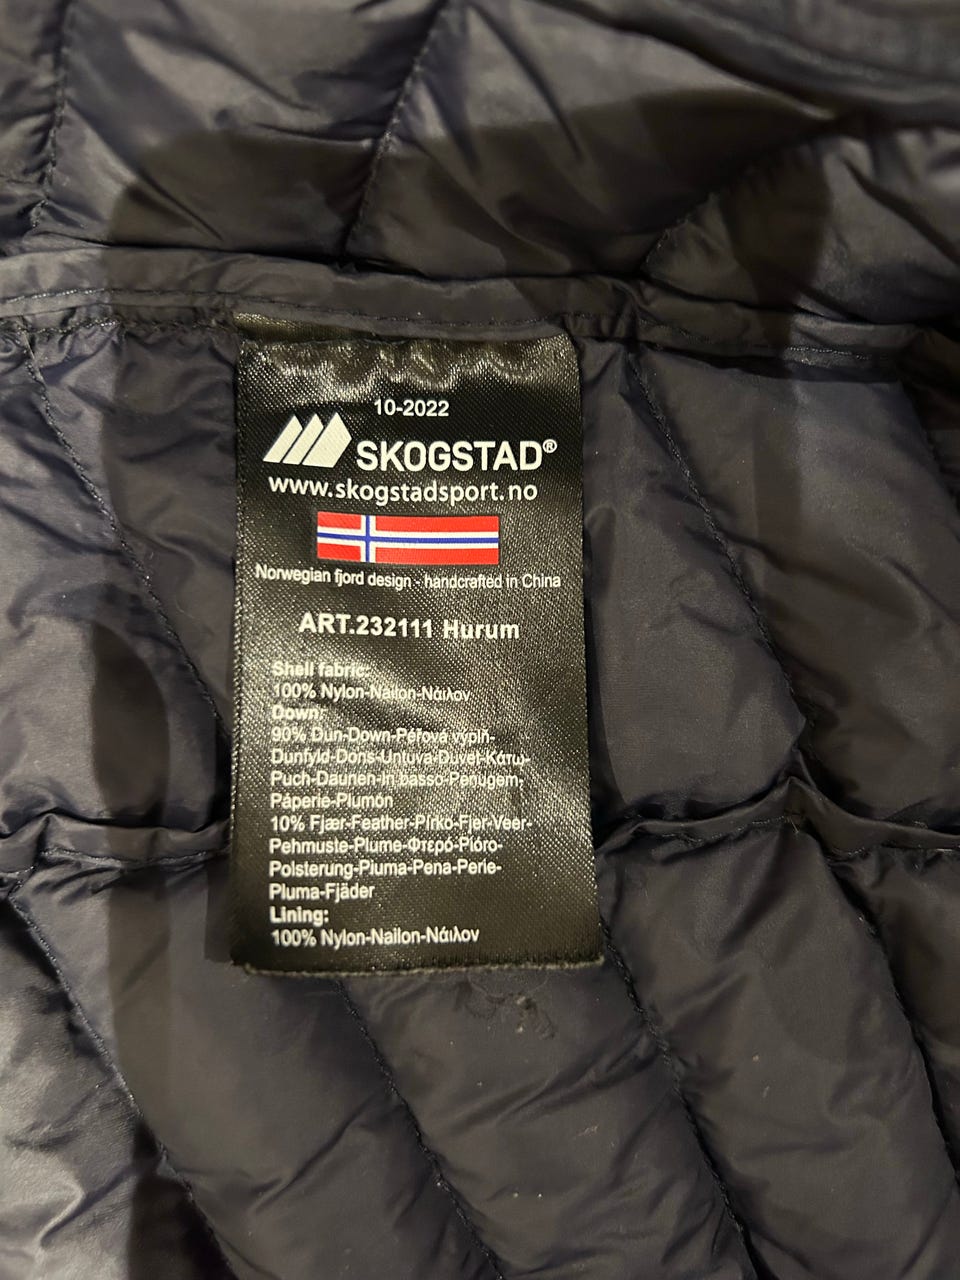 10-2022
SKOGSTAD®
www.skogstadsport.no
Norwegian fjord design - handcrafted in China
ART.232111 Hurum
Shell fabric:
100% Nylon-Nailon-Νάιλον
Down:
90% Dun-Down-Péřová výplň-
Dunfyld-Dons-Untuva-Duvet-Κάτω-
Puch-Daunen-In basso-Penugem-
Paperie-Plumón
10% Fjær-Feather-Pírko-Fjer-Veer-
Pehmuste-Plume-Φτερό-Pióro-
Polsterung-Piuma-Pena-Perie-
Pluma-Fjäder
Lining:
100% Nylon-Nailon-Νάιλον